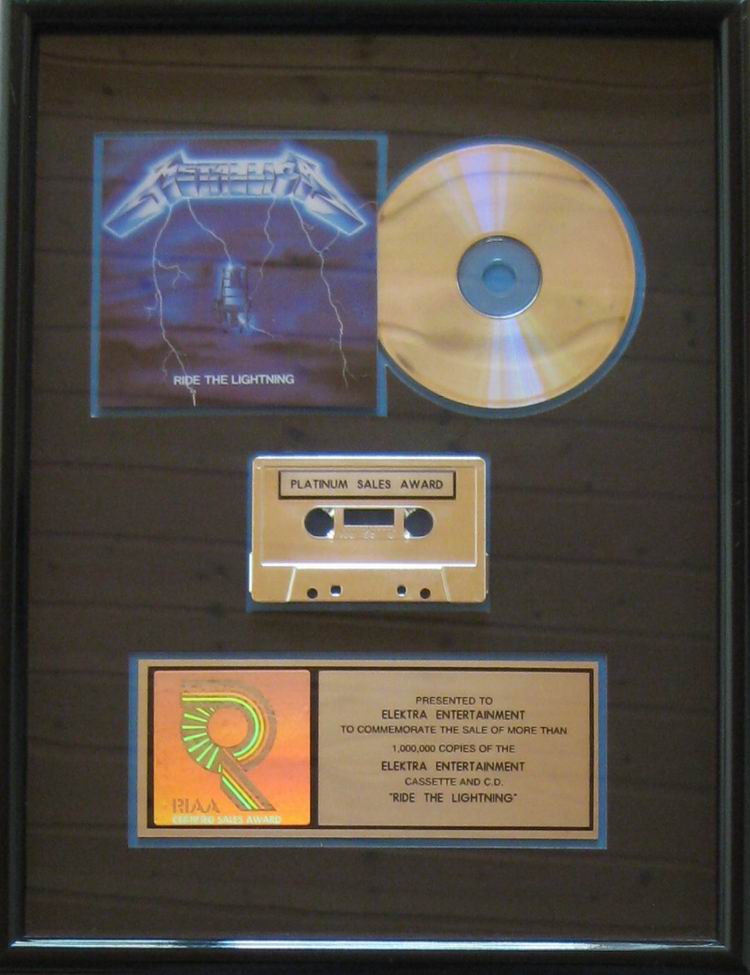 METALLICA
RIDE THE LIGHTNING
PLATINUM SALES AWARD
PRESENTED TO
ELEKTRA ENTERTAINMENT
TO COMMEMORATE THE SALE OF MORE THAN
1,000,000 COPIES OF THE
ELEKTRA ENTERTAINMENT
CASSETTE AND C.D.
"RIDE THE LIGHTNING"
RIAA
CERTIFIED SALES AWARD